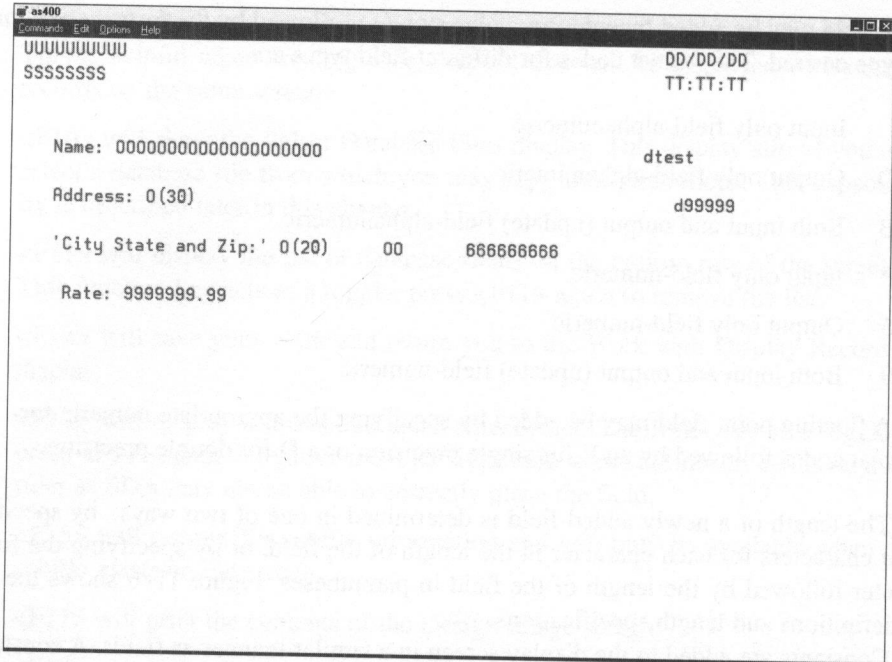 as400
Commands Edit Options Help
UUUUUUUUUU DD/DD/DD
SSSSSSSS TT:TT:TT
Name: OOOOOOOOOOOOOOOOOOOO dtest
Address: O(30) d99999
'City State and Zip:' O(20) OO 666666666
Rate: 9999999.99